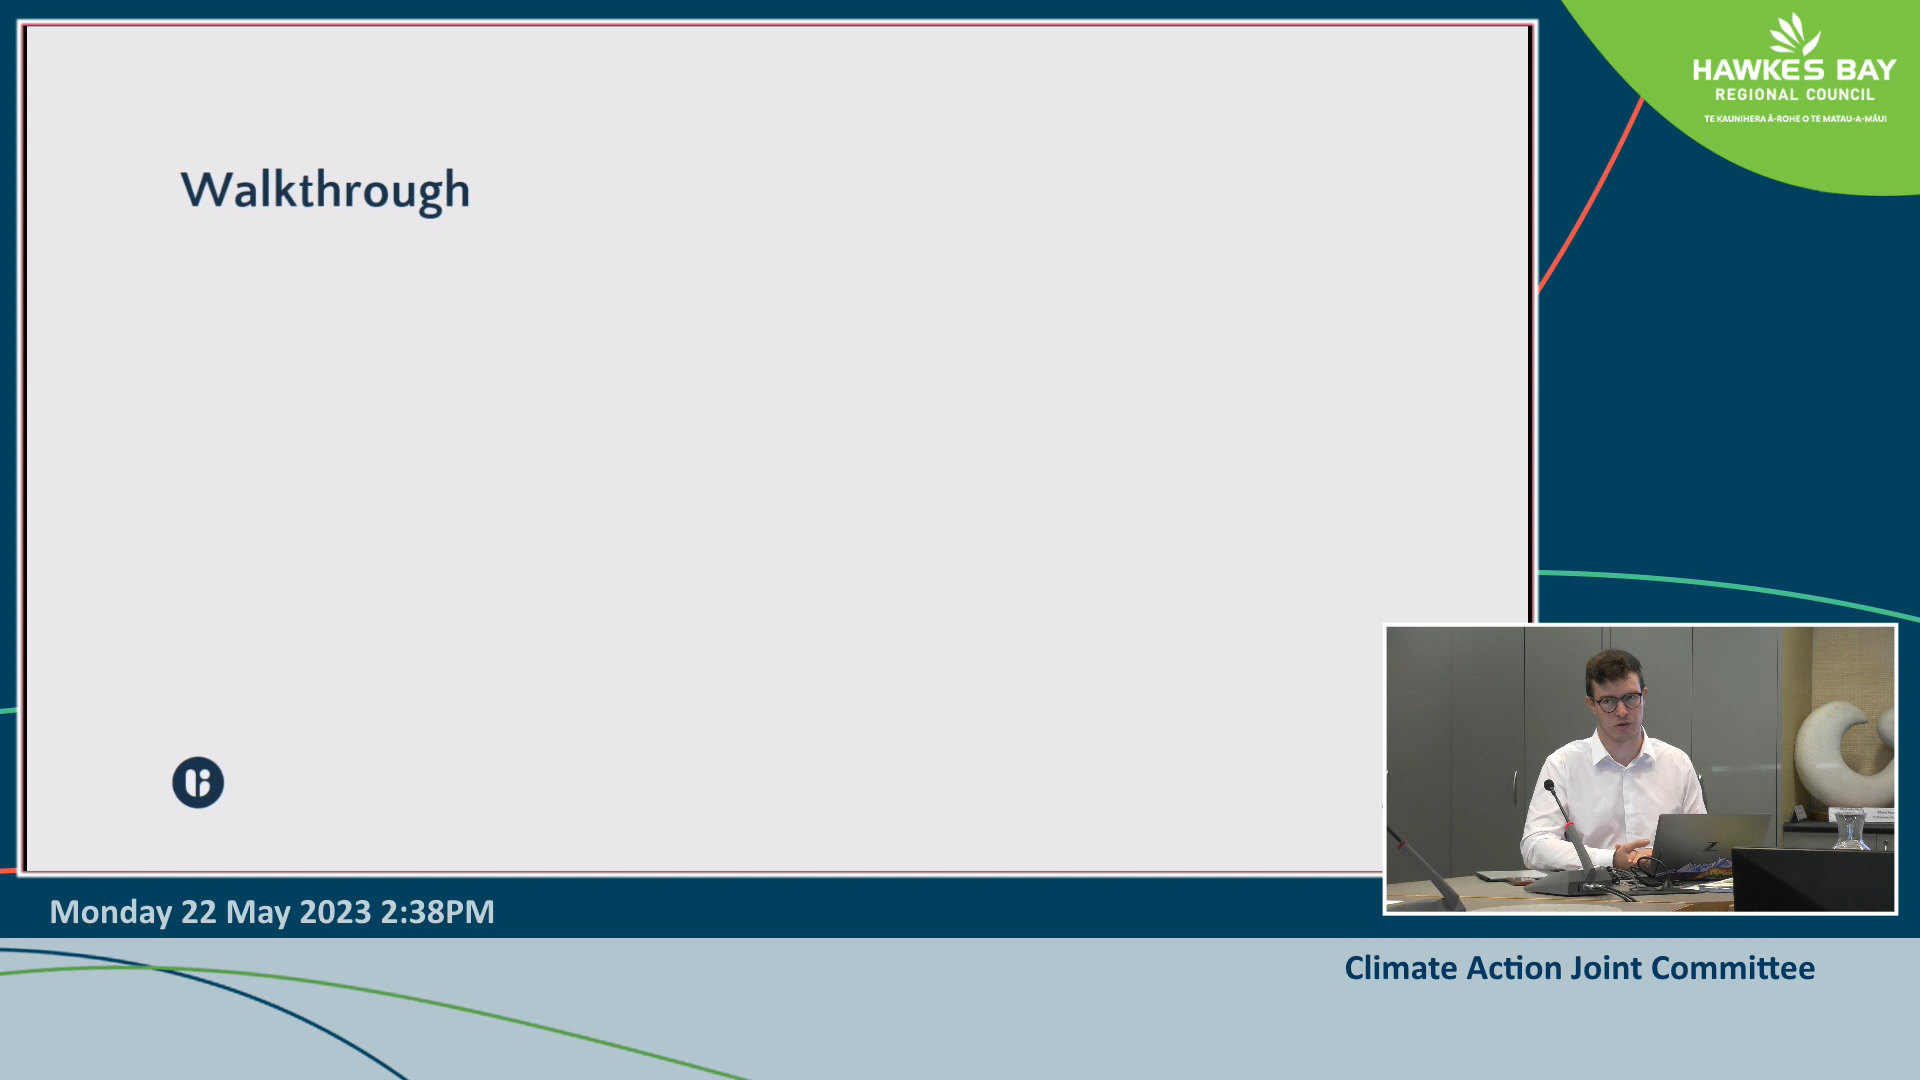 HAWKE'S BAY
REGIONAL COUNCIL
TE KAUNIHERA Ā-ROHE O TE MATAU-A-MĀUI
Walkthrough
Monday 22 May 2023 2:38PM
Climate Action Joint Committee